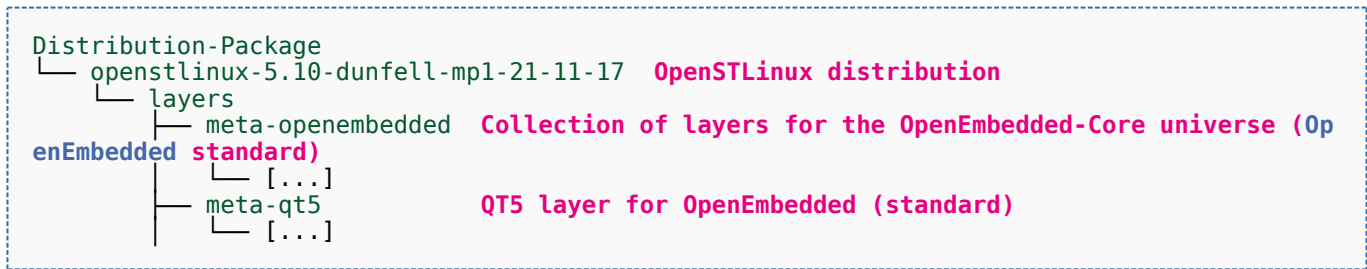 Distribution-Package
└── openstlinux-5.10-dunfell-mp1-21-11-17  OpenSTLinux distribution
    └── layers
        ├── meta-openembedded  Collection of layers for the OpenEmbedded-Core universe (Op
enEmbedded standard)
        │   └── [...]
        ├── meta-qt5           QT5 layer for OpenEmbedded (standard)
        │   └── [...]